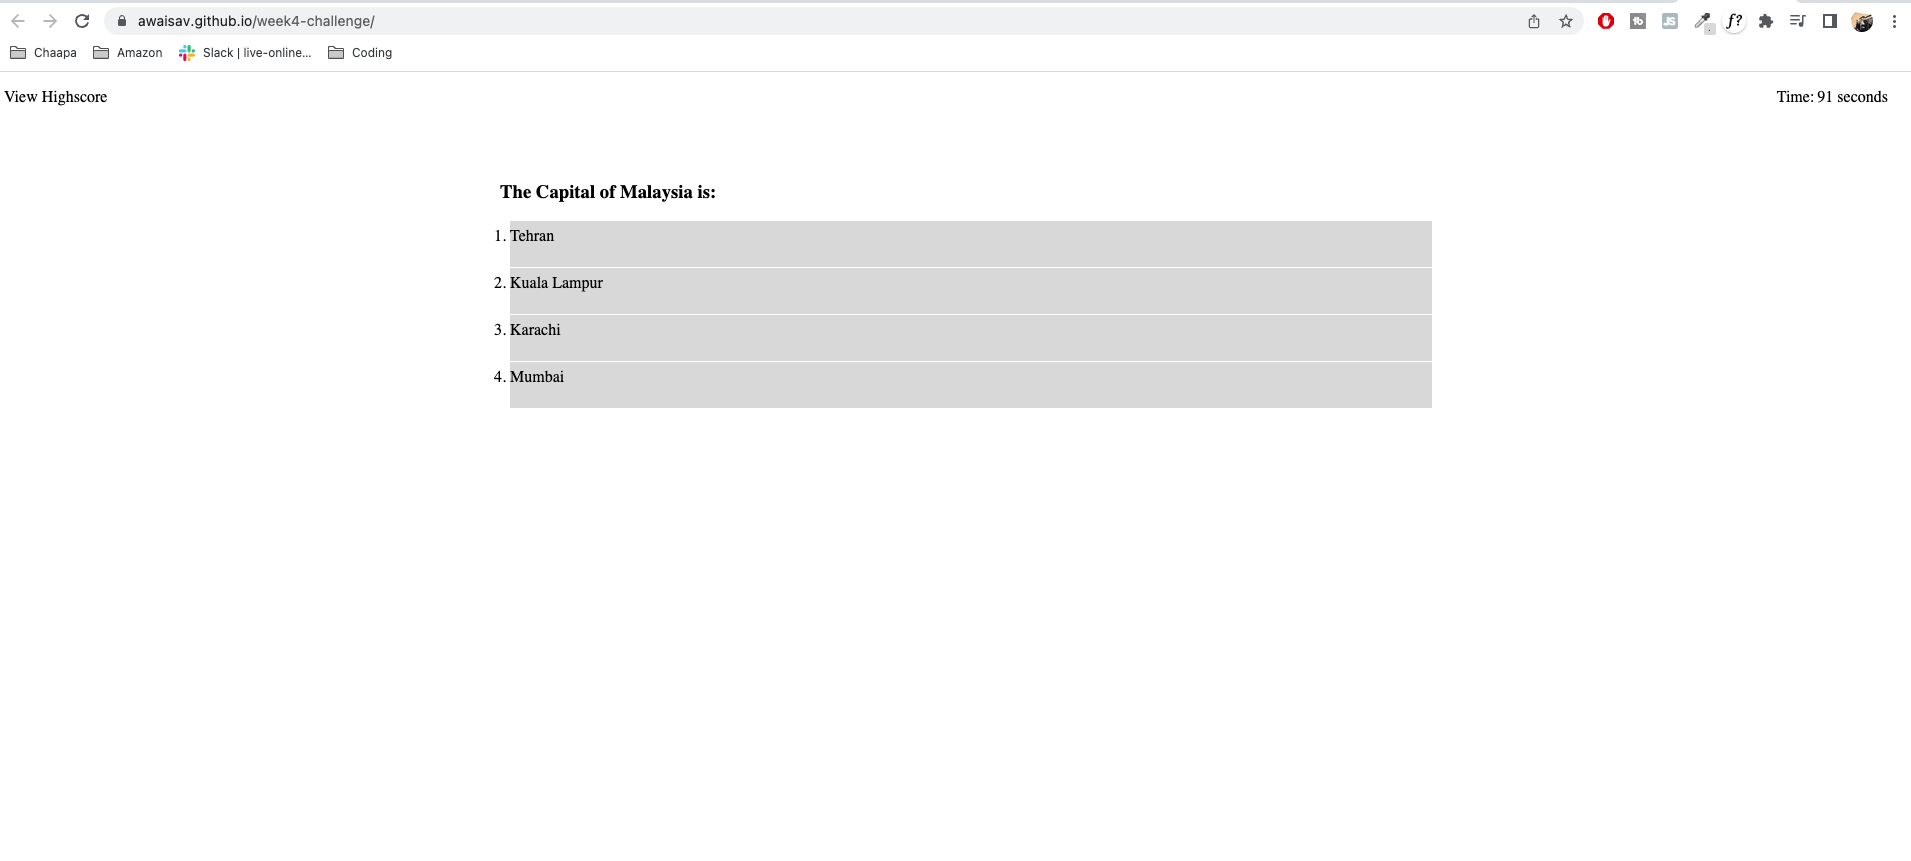 awaisav.github.io/week4-challenge/
Chaapa Amazon Slack | live-online... Coding
View Highscore Time: 91 seconds
The Capital of Malaysia is:
1. Tehran
2. Kuala Lampur
3. Karachi
4. Mumbai